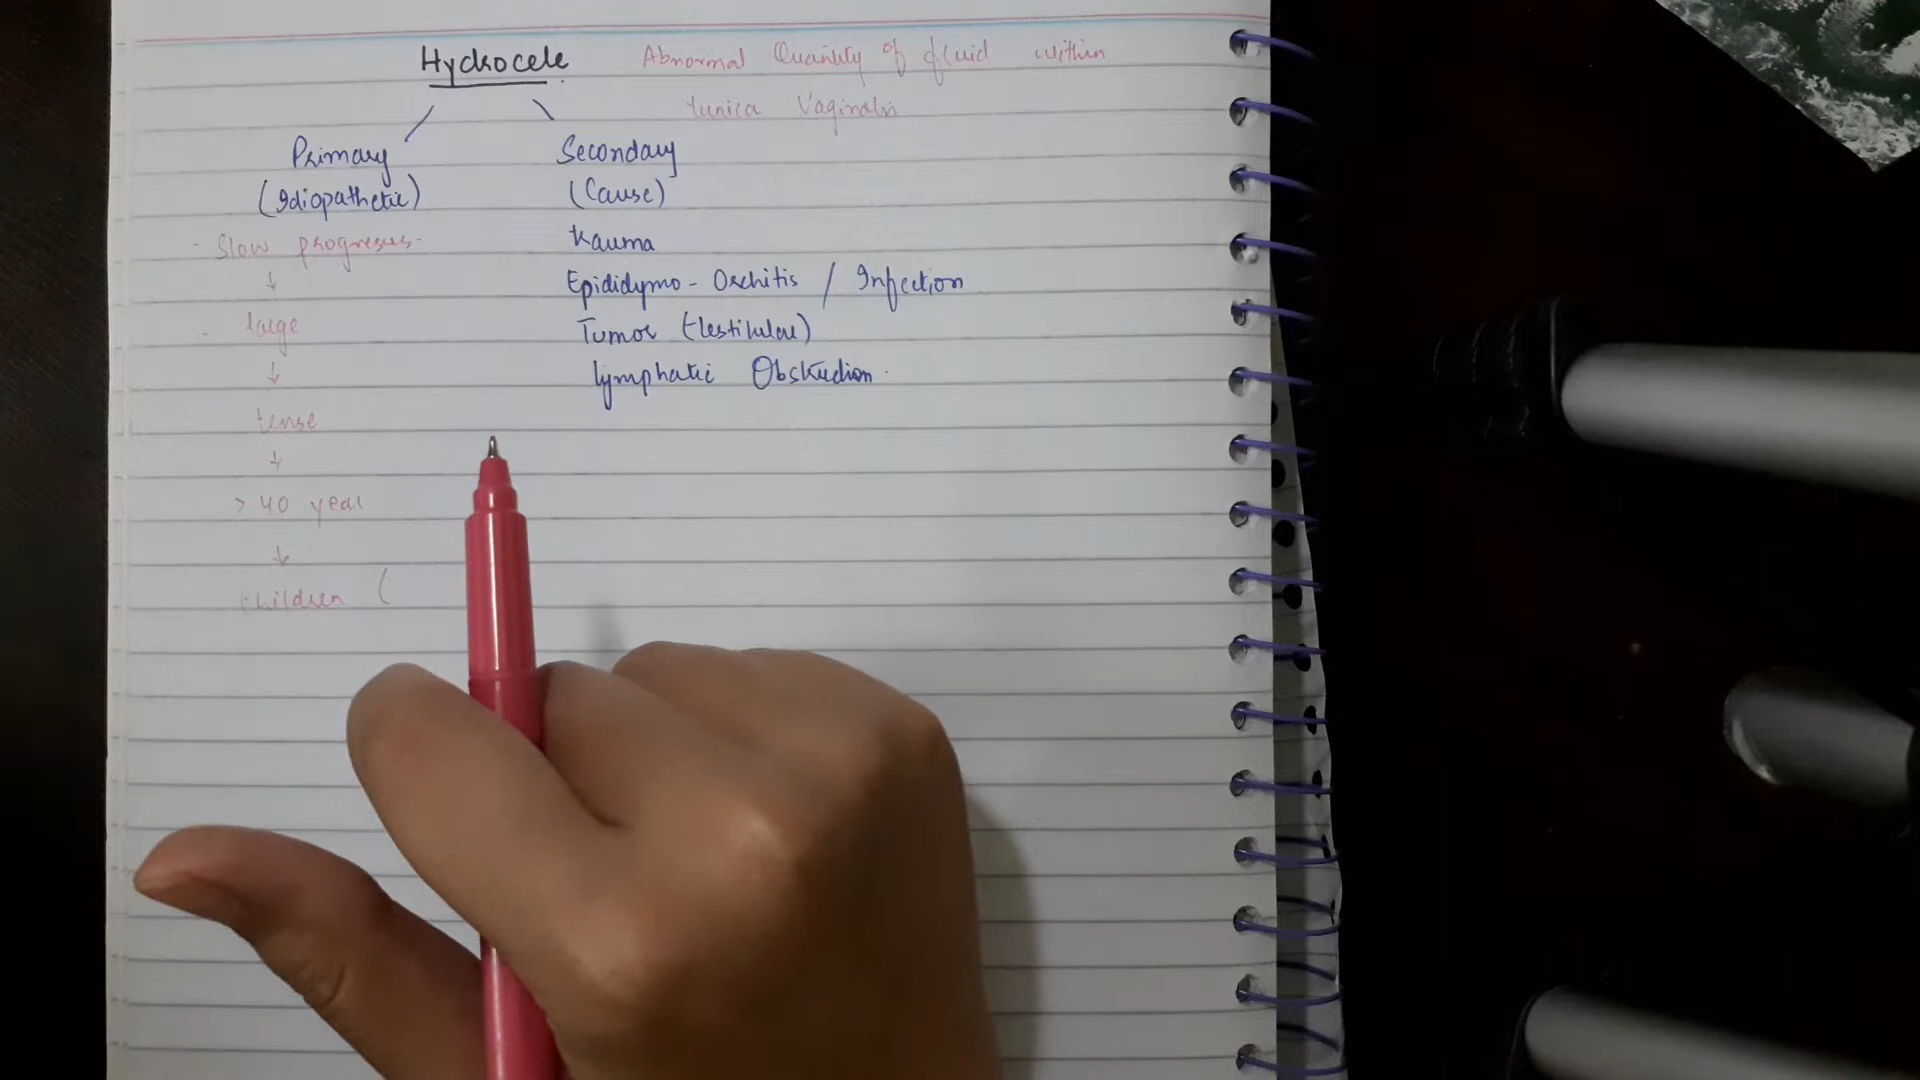 Hydrocele Abnormal Quantity of fluid within
tunica Vaginalis
Primary Secondary
(Idiopathetic) (Cause)
- Slow progresses- trauma
↓ Epididymo - Orchitis / Infection
- large Tumor (testicular)
↓ lymphatic Obstruction.
tense
↓
> 40 year
↓
children (